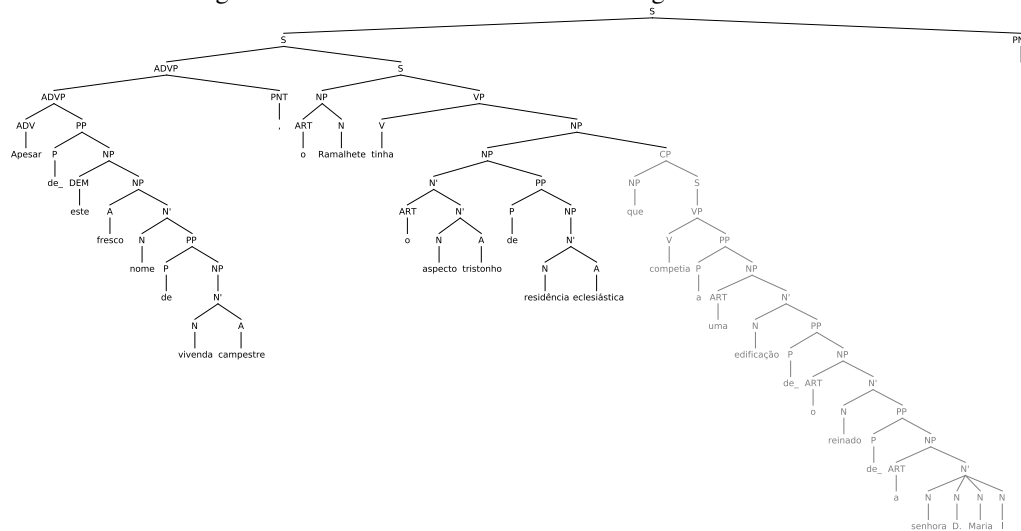 S
S PN
ADVP S
ADVP PNT NP VP
ADV PP , ART N V NP
Apesar P NP o Ramalhete tinha NP CP
de_ DEM NP N' PP NP S
este A N' ART N' P NP que VP
fresco N PP o N A de N' V PP
nome P NP aspecto tristonho N A competia P NP
de N' residência eclesiástica a ART N'
N A uma N PP
vivenda campestre edificação P NP
de_ ART N'
o N PP
reinado P NP
de_ ART N'
a N N N N
senhora D. Maria I